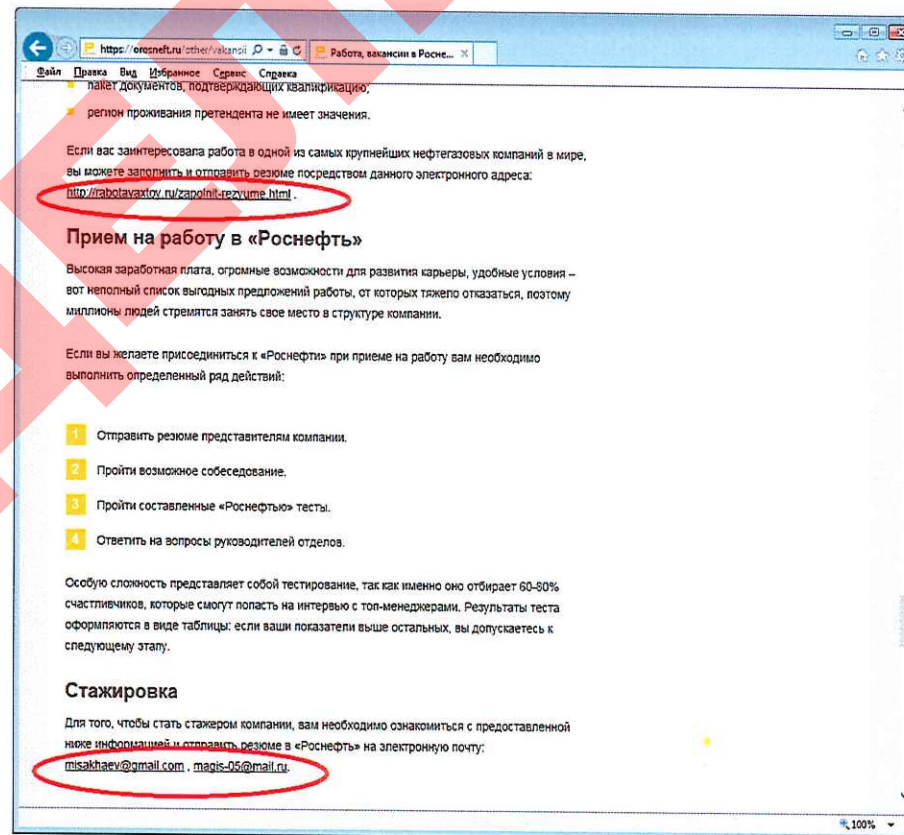 https://orosneft.ru/other/vakansii
Работа, вакансии в Росне...
Файл Правка Вид Избранное Сервис Справка
пакет документов, подтверждающих квалификацию;
регион проживания претендента не имеет значения.
Если вас заинтересовала работа в одной из самых крупнейших нефтегазовых компаний в мире,
вы можете заполнить и отправить резюме посредством данного электронного адреса:
http://rabotavaxtoy.ru/zapolnit-rezyume.html .
Прием на работу в «Роснефть»
Высокая заработная плата, огромные возможности для развития карьеры, удобные условия –
вот неполный список выгодных предложений работы, от которых тяжело отказаться, поэтому
миллионы людей стремятся занять свое место в структуре компании.
Если вы желаете присоединиться к «Роснефти» при приеме на работу вам необходимо
выполнить определенный ряд действий:
1 Отправить резюме представителям компании.
2 Пройти возможное собеседование.
3 Пройти составленные «Роснефтью» тесты.
4 Ответить на вопросы руководителей отделов.
Особую сложность представляет собой тестирование, так как именно оно отбирает 60-80%
счастливчиков, которые смогут попасть на интервью с топ-менеджерами. Результаты теста
оформляются в виде таблицы: если ваши показатели выше остальных, вы допускаетесь к
следующему этапу.
Стажировка
Для того, чтобы стать стажером компании, вам необходимо ознакомиться с предоставленной
ниже информацией и отправить резюме в «Роснефть» на электронную почту:
misakhaev@gmail.com , magis-05@mail.ru.
100%